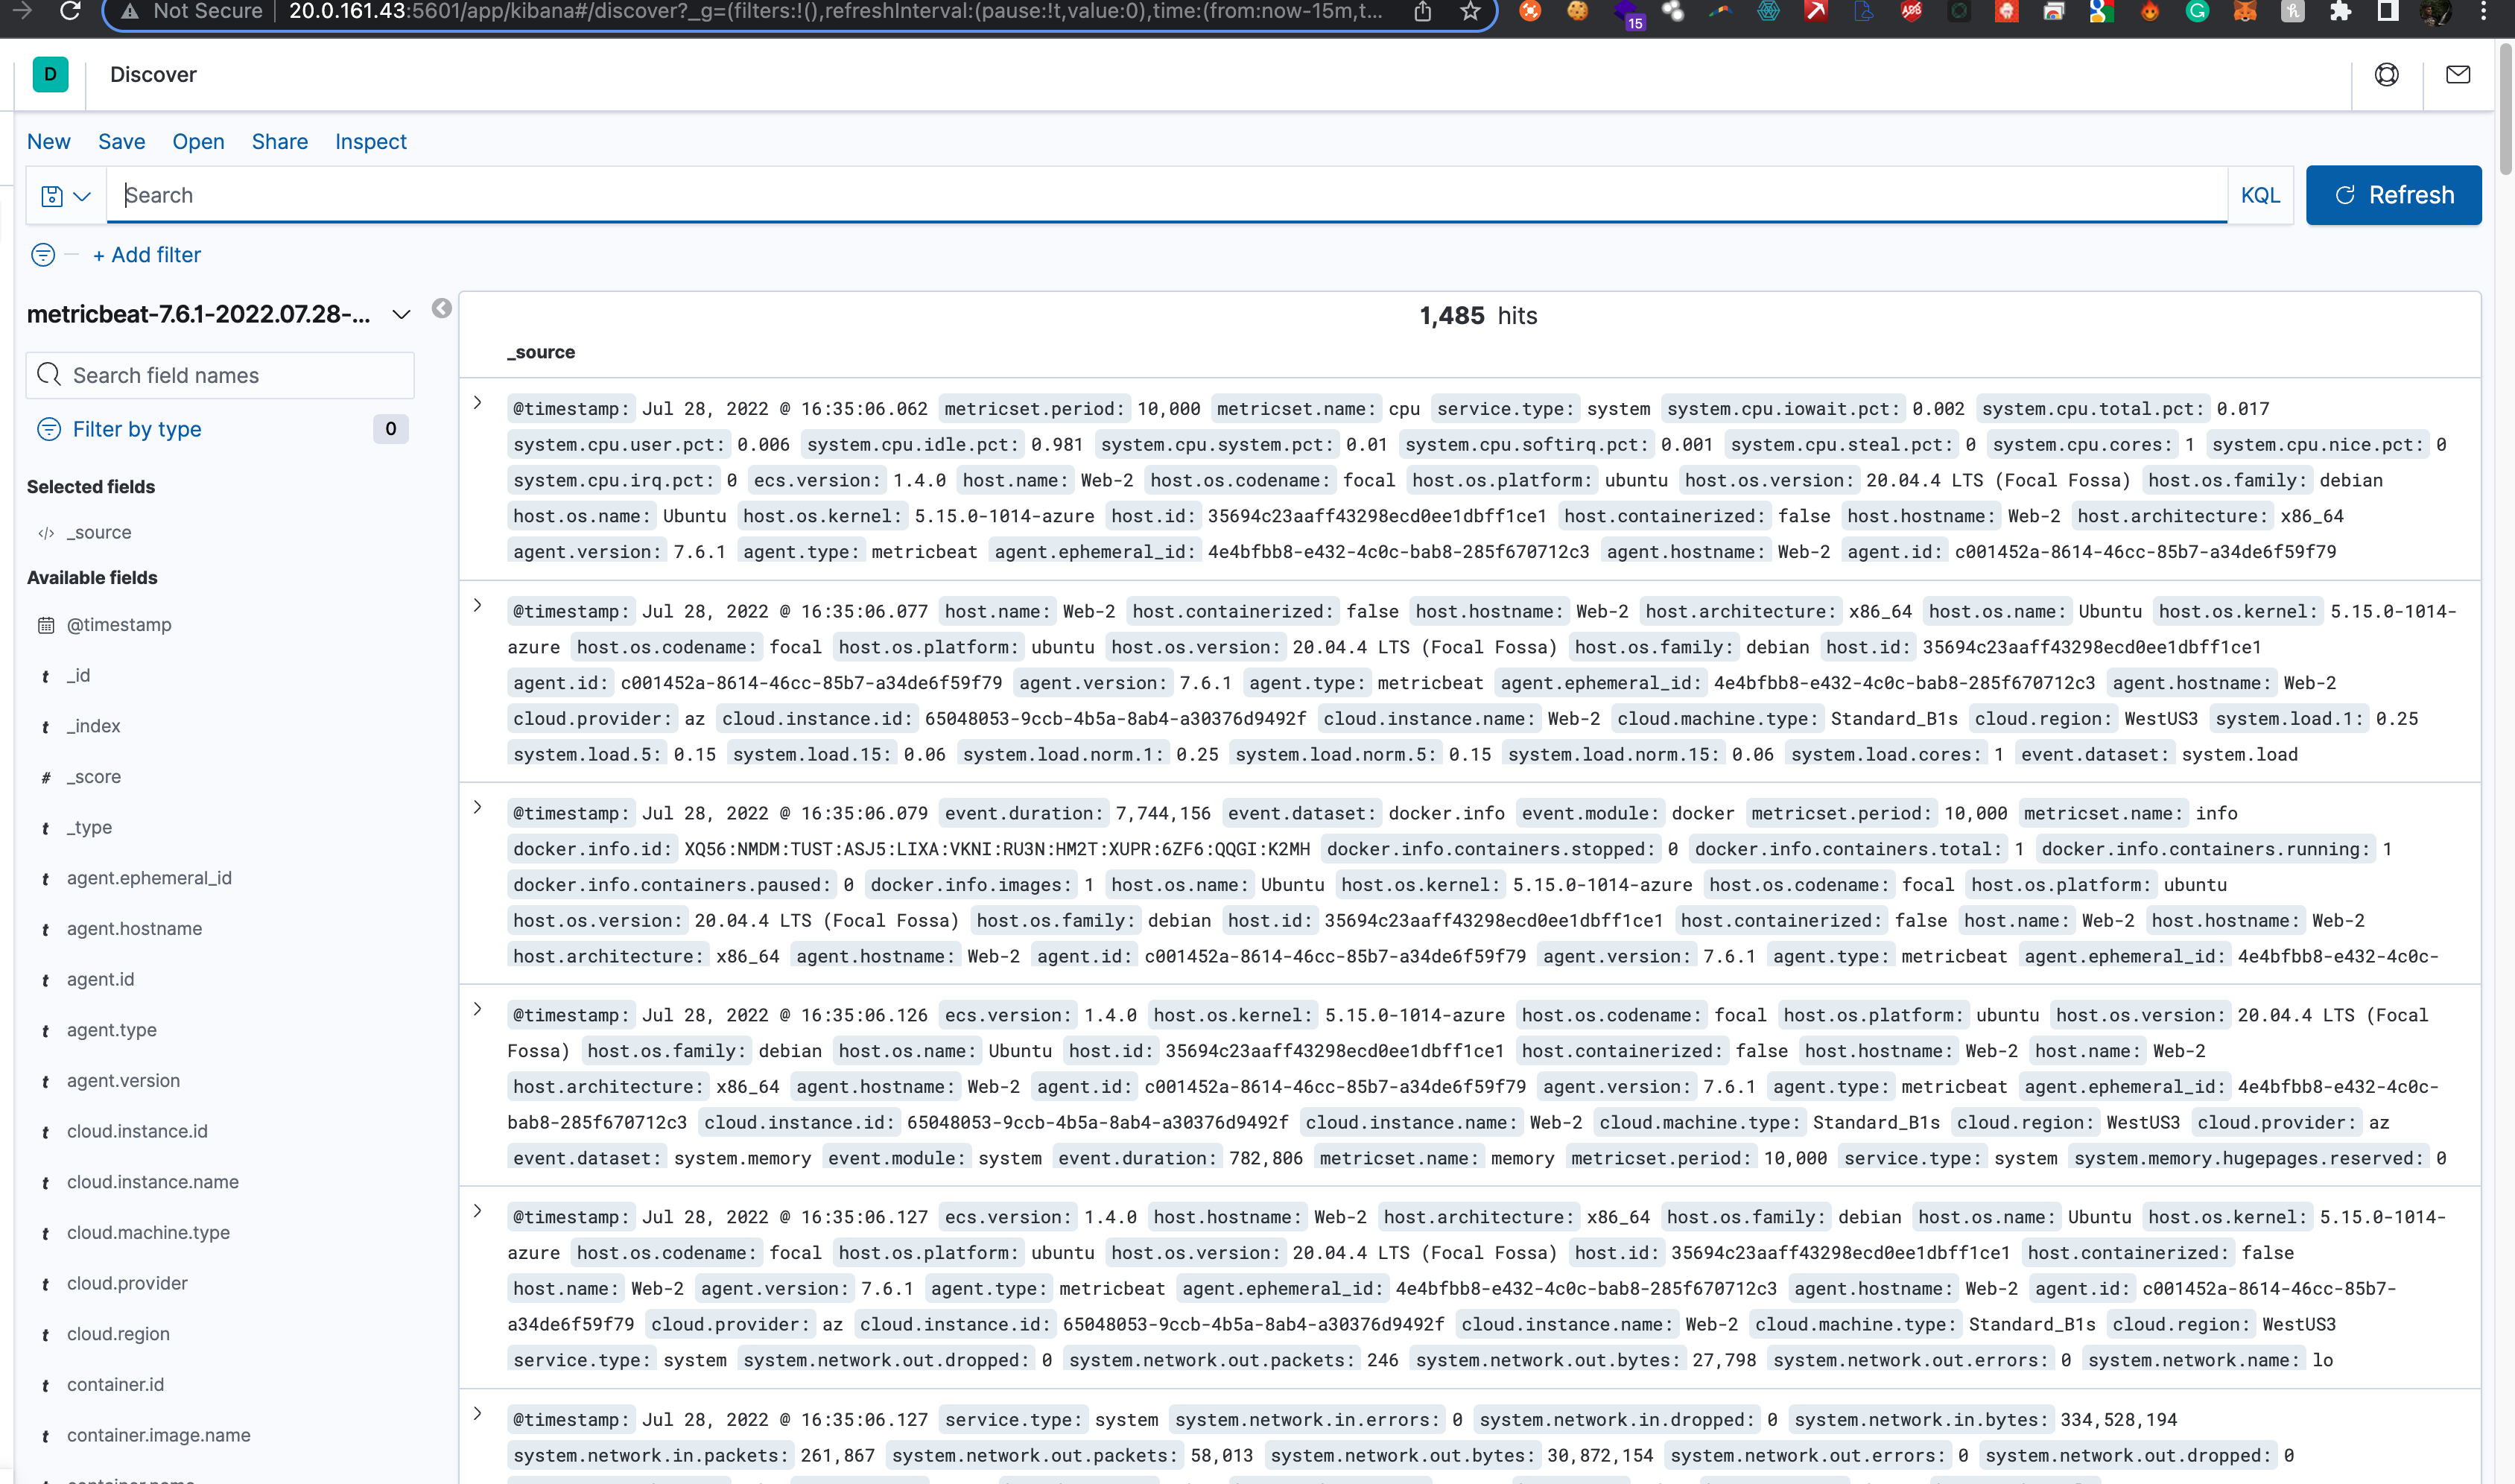 Not Secure 20.0.161.43:5601/app/kibana#/discover?_g=(filters:!(),refreshInterval:(pause:!t,value:0),time:(from:now-15m,t...
15
D Discover
New Save Open Share Inspect
Search KQL Refresh
+ Add filter
metricbeat-7.6.1-2022.07.28-...
Search field names
Filter by type 0
Selected fields
_source
Available fields
@timestamp
t _id
t _index
# _score
t _type
t agent.ephemeral_id
t agent.hostname
t agent.id
t agent.type
t agent.version
t cloud.instance.id
t cloud.instance.name
t cloud.machine.type
t cloud.provider
t cloud.region
t container.id
t container.image.name
1,485 hits
_source
@timestamp: Jul 28, 2022 @ 16:35:06.062 metricset.period: 10,000 metricset.name: cpu service.type: system system.cpu.iowait.pct: 0.002 system.cpu.total.pct: 0.017
system.cpu.user.pct: 0.006 system.cpu.idle.pct: 0.981 system.cpu.system.pct: 0.01 system.cpu.softirq.pct: 0.001 system.cpu.steal.pct: 0 system.cpu.cores: 1 system.cpu.nice.pct: 0
system.cpu.irq.pct: 0 ecs.version: 1.4.0 host.name: Web-2 host.os.codename: focal host.os.platform: ubuntu host.os.version: 20.04.4 LTS (Focal Fossa) host.os.family: debian
host.os.name: Ubuntu host.os.kernel: 5.15.0-1014-azure host.id: 35694c23aaff43298ecd0ee1dbff1ce1 host.containerized: false host.hostname: Web-2 host.architecture: x86_64
agent.version: 7.6.1 agent.type: metricbeat agent.ephemeral_id: 4e4bfbb8-e432-4c0c-bab8-285f670712c3 agent.hostname: Web-2 agent.id: c001452a-8614-46cc-85b7-a34de6f59f79
@timestamp: Jul 28, 2022 @ 16:35:06.077 host.name: Web-2 host.containerized: false host.hostname: Web-2 host.architecture: x86_64 host.os.name: Ubuntu host.os.kernel: 5.15.0-1014-
azure host.os.codename: focal host.os.platform: ubuntu host.os.version: 20.04.4 LTS (Focal Fossa) host.os.family: debian host.id: 35694c23aaff43298ecd0ee1dbff1ce1
agent.id: c001452a-8614-46cc-85b7-a34de6f59f79 agent.version: 7.6.1 agent.type: metricbeat agent.ephemeral_id: 4e4bfbb8-e432-4c0c-bab8-285f670712c3 agent.hostname: Web-2
cloud.provider: az cloud.instance.id: 65048053-9ccb-4b5a-8ab4-a30376d9492f cloud.instance.name: Web-2 cloud.machine.type: Standard_B1s cloud.region: WestUS3 system.load.1: 0.25
system.load.5: 0.15 system.load.15: 0.06 system.load.norm.1: 0.25 system.load.norm.5: 0.15 system.load.norm.15: 0.06 system.load.cores: 1 event.dataset: system.load
@timestamp: Jul 28, 2022 @ 16:35:06.079 event.duration: 7,744,156 event.dataset: docker.info event.module: docker metricset.period: 10,000 metricset.name: info
docker.info.id: XQ56:NMDM:TUST:ASJ5:LIXA:VKNI:RU3N:HM2T:XUPR:6ZF6:QQGI:K2MH docker.info.containers.stopped: 0 docker.info.containers.total: 1 docker.info.containers.running: 1
docker.info.containers.paused: 0 docker.info.images: 1 host.os.name: Ubuntu host.os.kernel: 5.15.0-1014-azure host.os.codename: focal host.os.platform: ubuntu
host.os.version: 20.04.4 LTS (Focal Fossa) host.os.family: debian host.id: 35694c23aaff43298ecd0ee1dbff1ce1 host.containerized: false host.name: Web-2 host.hostname: Web-2
host.architecture: x86_64 agent.hostname: Web-2 agent.id: c001452a-8614-46cc-85b7-a34de6f59f79 agent.version: 7.6.1 agent.type: metricbeat agent.ephemeral_id: 4e4bfbb8-e432-4c0c-
@timestamp: Jul 28, 2022 @ 16:35:06.126 ecs.version: 1.4.0 host.os.kernel: 5.15.0-1014-azure host.os.codename: focal host.os.platform: ubuntu host.os.version: 20.04.4 LTS (Focal
Fossa) host.os.family: debian host.os.name: Ubuntu host.id: 35694c23aaff43298ecd0ee1dbff1ce1 host.containerized: false host.hostname: Web-2 host.name: Web-2
host.architecture: x86_64 agent.hostname: Web-2 agent.id: c001452a-8614-46cc-85b7-a34de6f59f79 agent.version: 7.6.1 agent.type: metricbeat agent.ephemeral_id: 4e4bfbb8-e432-4c0c-
bab8-285f670712c3 cloud.instance.id: 65048053-9ccb-4b5a-8ab4-a30376d9492f cloud.instance.name: Web-2 cloud.machine.type: Standard_B1s cloud.region: WestUS3 cloud.provider: az
event.dataset: system.memory event.module: system event.duration: 782,806 metricset.name: memory metricset.period: 10,000 service.type: system system.memory.hugepages.reserved: 0
@timestamp: Jul 28, 2022 @ 16:35:06.127 ecs.version: 1.4.0 host.hostname: Web-2 host.architecture: x86_64 host.os.family: debian host.os.name: Ubuntu host.os.kernel: 5.15.0-1014-
azure host.os.codename: focal host.os.platform: ubuntu host.os.version: 20.04.4 LTS (Focal Fossa) host.id: 35694c23aaff43298ecd0ee1dbff1ce1 host.containerized: false
host.name: Web-2 agent.version: 7.6.1 agent.type: metricbeat agent.ephemeral_id: 4e4bfbb8-e432-4c0c-bab8-285f670712c3 agent.hostname: Web-2 agent.id: c001452a-8614-46cc-85b7-
a34de6f59f79 cloud.provider: az cloud.instance.id: 65048053-9ccb-4b5a-8ab4-a30376d9492f cloud.instance.name: Web-2 cloud.machine.type: Standard_B1s cloud.region: WestUS3
service.type: system system.network.out.dropped: 0 system.network.out.packets: 246 system.network.out.bytes: 27,798 system.network.out.errors: 0 system.network.name: lo
@timestamp: Jul 28, 2022 @ 16:35:06.127 service.type: system system.network.in.errors: 0 system.network.in.dropped: 0 system.network.in.bytes: 334,528,194
system.network.in.packets: 261,867 system.network.out.packets: 58,013 system.network.out.bytes: 30,872,154 system.network.out.errors: 0 system.network.out.dropped: 0